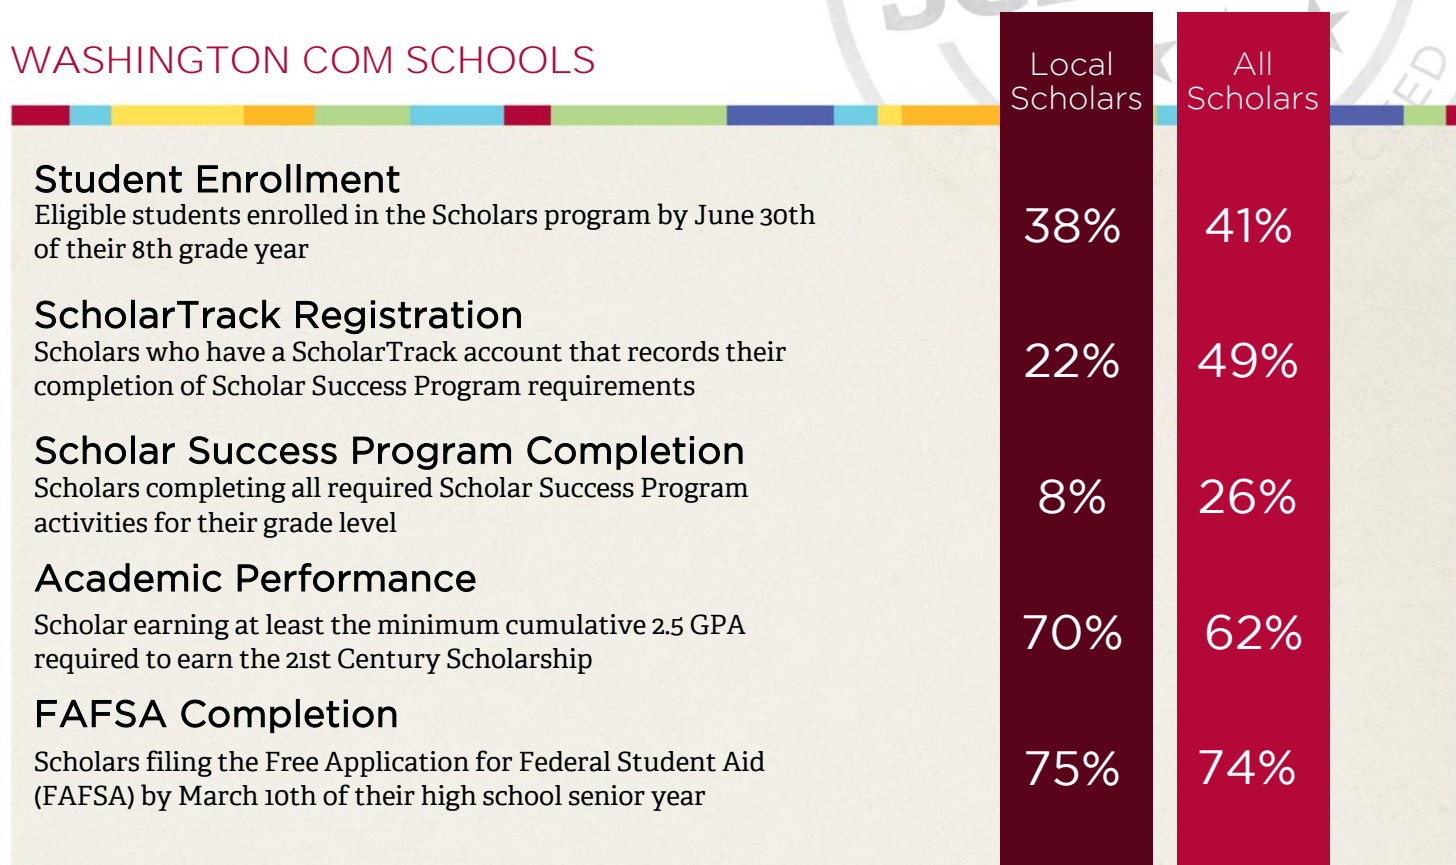 WASHINGTON COM SCHOOLS
Local
Scholars
All
Scholars
Student Enrollment
Eligible students enrolled in the Scholars program by June 30th
of their 8th grade year
38%
41%
ScholarTrack Registration
Scholars who have a ScholarTrack account that records their
completion of Scholar Success Program requirements
22%
49%
Scholar Success Program Completion
Scholars completing all required Scholar Success Program
activities for their grade level
8%
26%
Academic Performance
Scholar earning at least the minimum cumulative 2.5 GPA
required to earn the 21st Century Scholarship
70%
62%
FAFSA Completion
Scholars filing the Free Application for Federal Student Aid
(FAFSA) by March 10th of their high school senior year
75%
74%